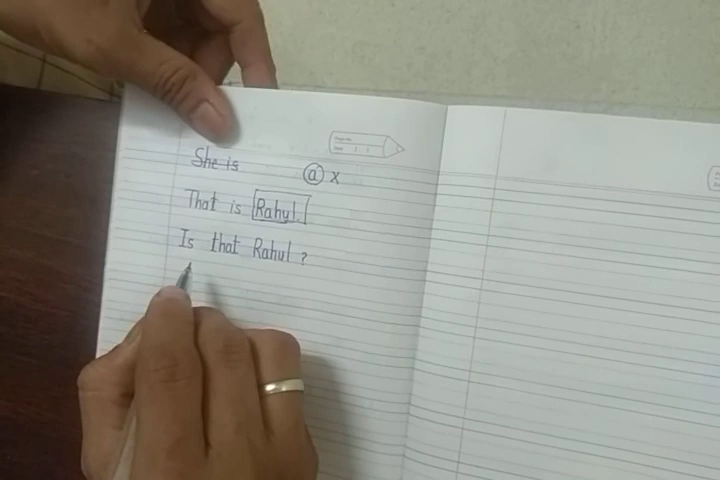 She is
ⓐ x
That is Rahul.
Is that Rahul ?